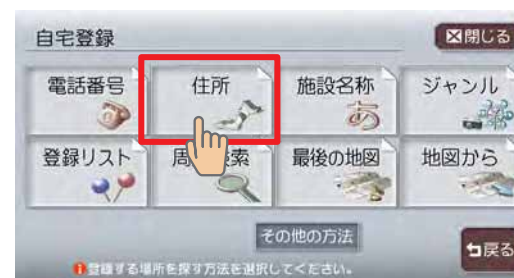 自宅登録 ☒閉じる
電話番号 住所 施設名称 ジャンル
あ
登録リスト 周 索 最後の地図 地図から
その他の方法
戻る
登録する場所を探す方法を選択してください。